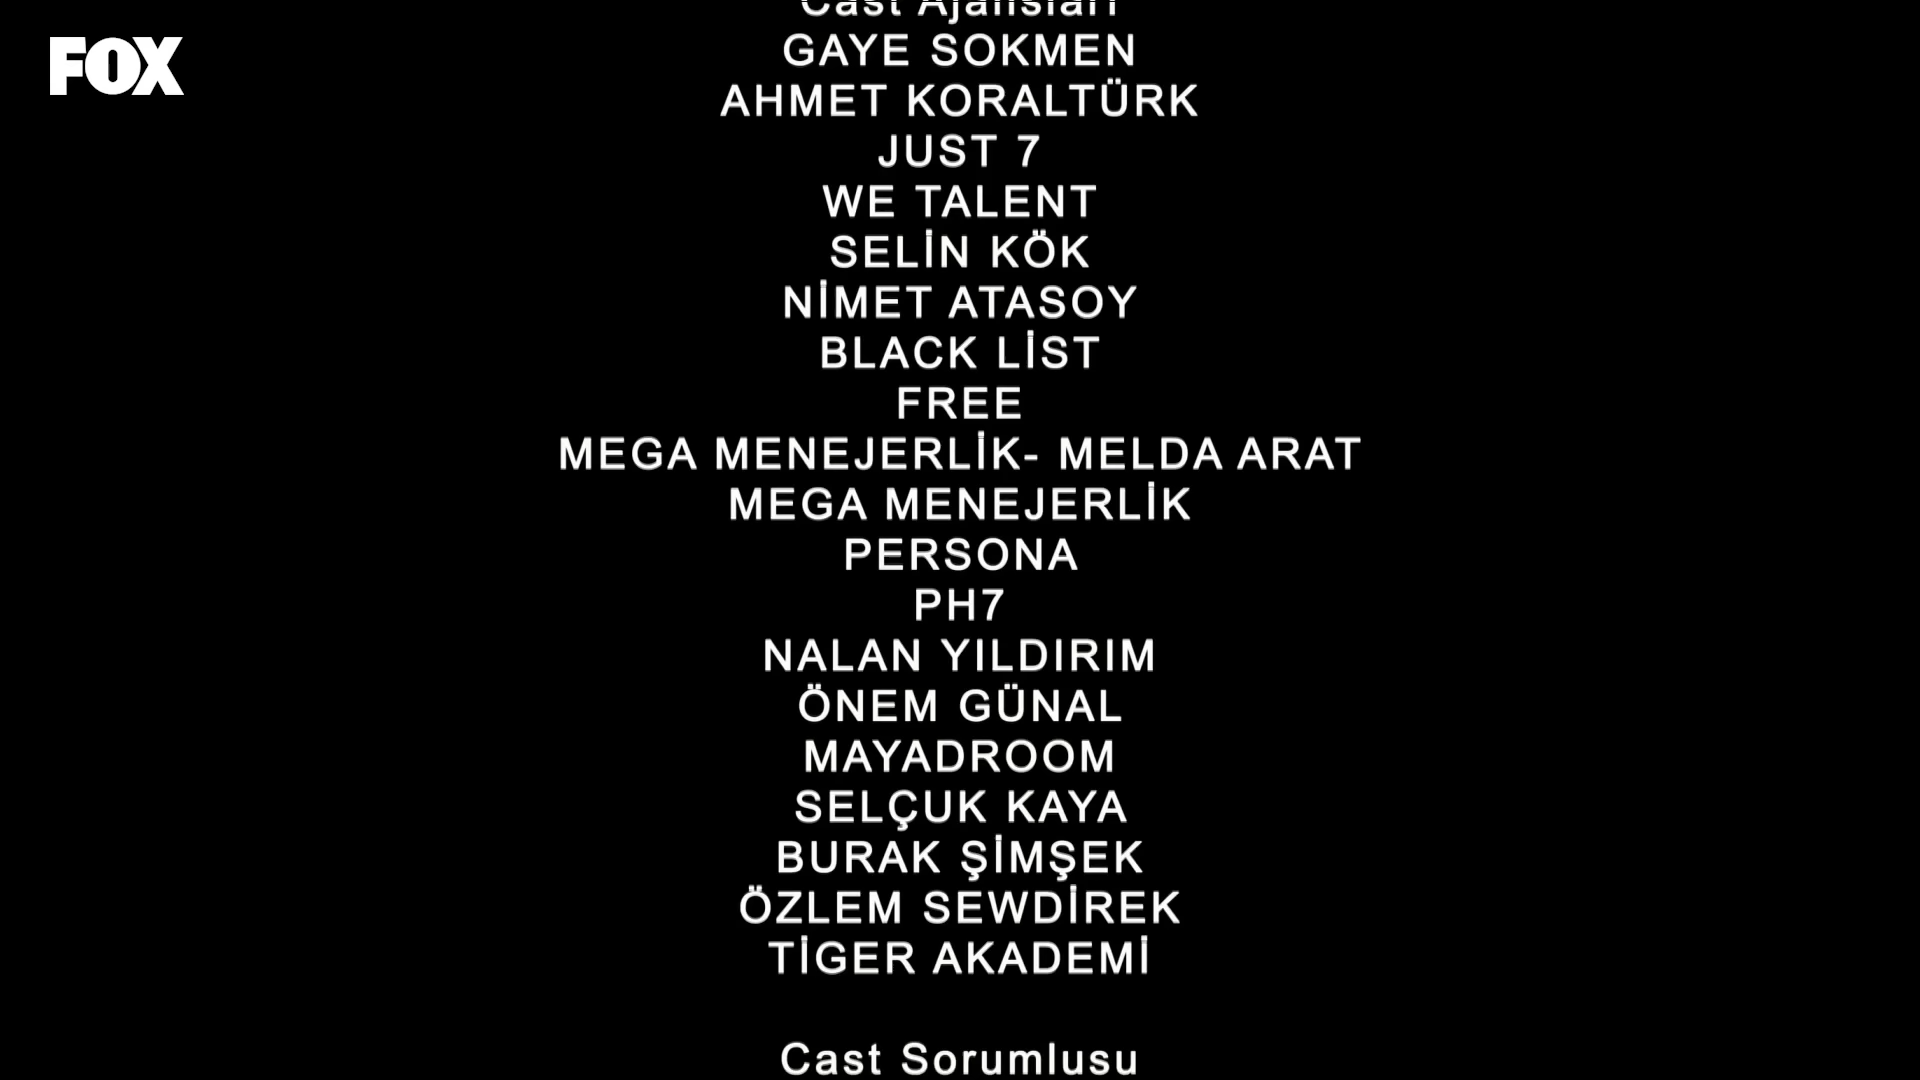 FOX
Cast Ajansları
GAYE SOKMEN
AHMET KORALTÜRK
JUST 7
WE TALENT
SELİN KÖK
NİMET ATASOY
BLACK LİST
FREE
MEGA MENEJERLİK- MELDA ARAT
MEGA MENEJERLİK
PERSONA
PH7
NALAN YILDIRIM
ÖNEM GÜNAL
MAYADROOM
SELÇUK KAYA
BURAK ŞİMŞEK
ÖZLEM SEWDİREK
TİGER AKADEMİ
Cast Sorumlusu